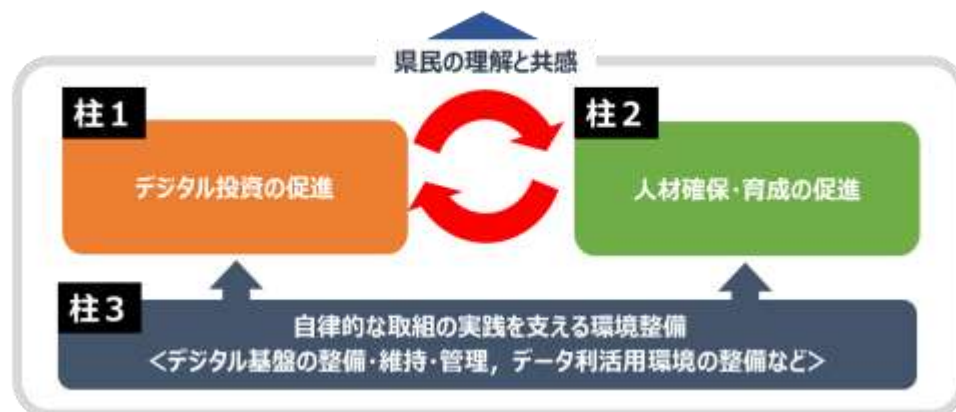 県民の理解と共感
柱１
柱２
デジタル投資の促進
人材確保・育成の促進
柱３
自律的な取組の実践を支える環境整備
＜デジタル基盤の整備・維持・管理，データ利活用環境の整備など＞